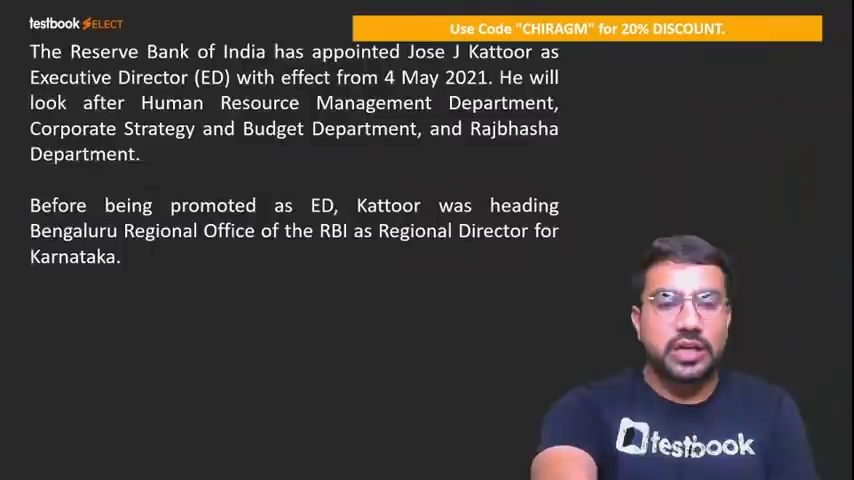 testbook SELECT
Use Code "CHIRAGM" for 20% DISCOUNT.
The Reserve Bank of India has appointed Jose J Kattoor as
Executive Director (ED) with effect from 4 May 2021. He will
look after Human Resource Management Department,
Corporate Strategy and Budget Department, and Rajbhasha
Department.
Before being promoted as ED, Kattoor was heading
Bengaluru Regional Office of the RBI as Regional Director for
Karnataka.
testbook